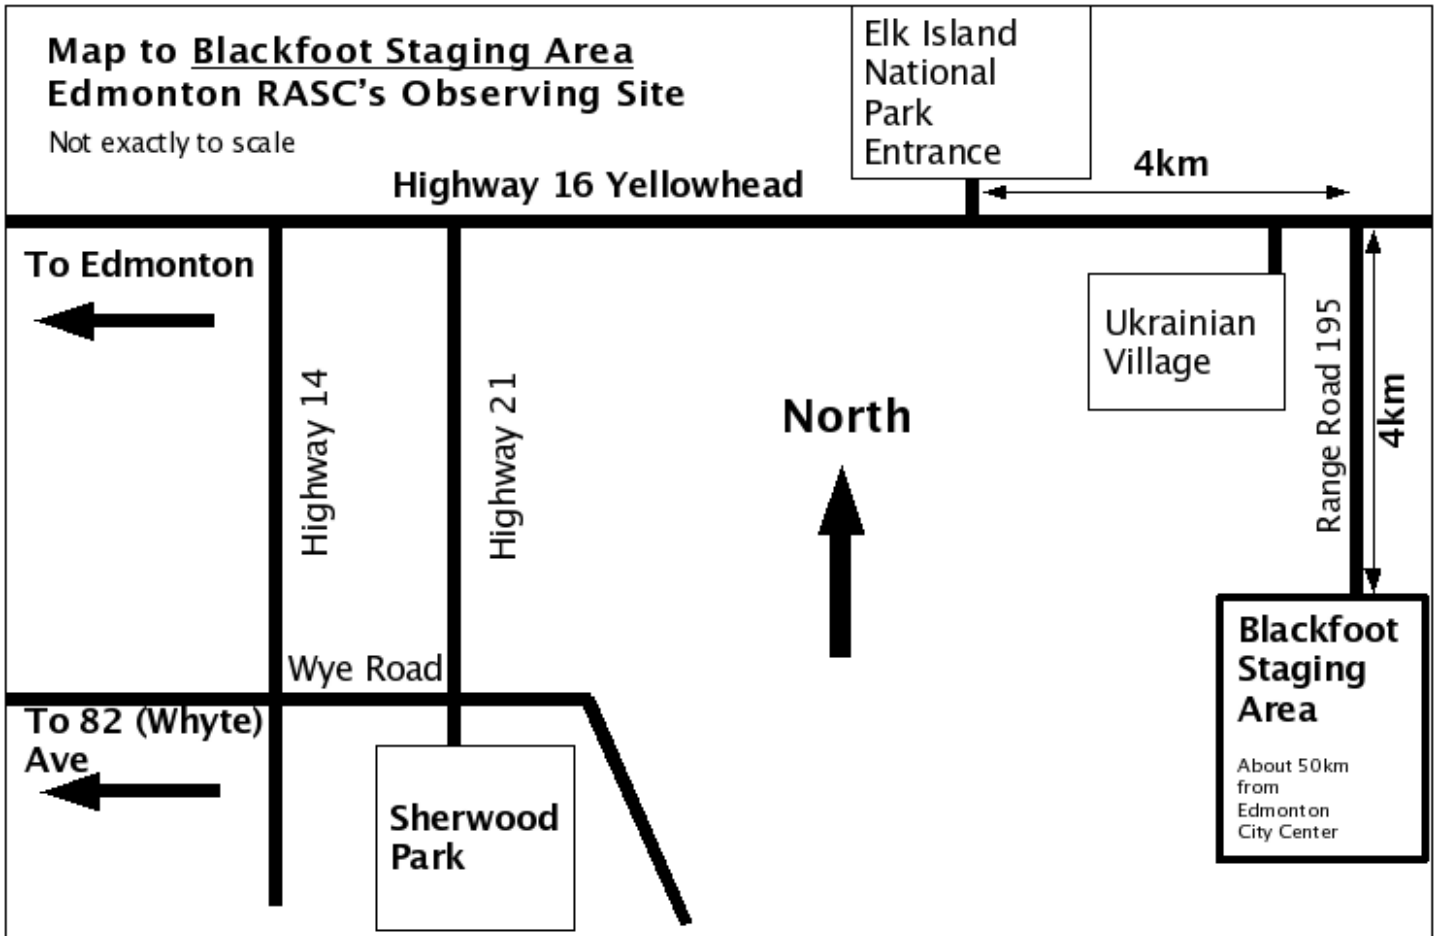 Map to Blackfoot Staging Area
Edmonton RASC's Observing Site
Not exactly to scale
Elk Island
National
Park
Entrance
4km
Highway 16 Yellowhead
To Edmonton
Highway 14
Highway 21
North
Ukrainian
Village
Range Road 195
4km
Wye Road
To 82 (Whyte)
Ave
Sherwood
Park
Blackfoot
Staging
Area
About 50km
from
Edmonton
City Center